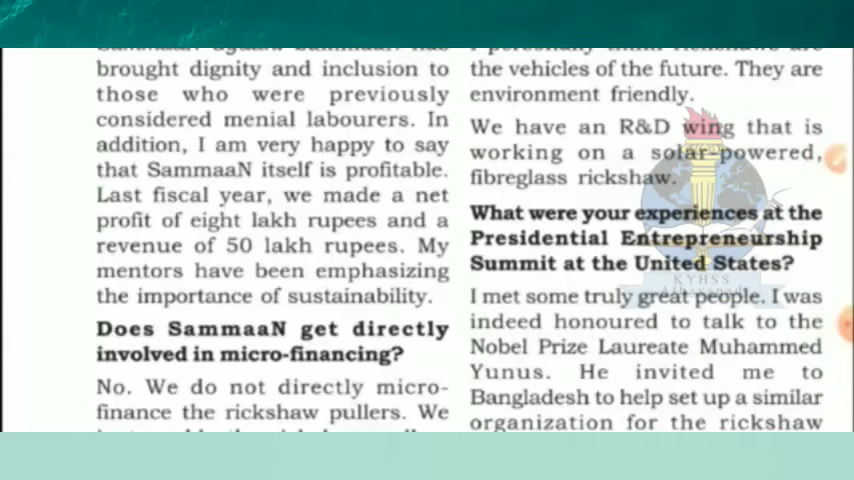 brought dignity and inclusion to
those who were previously
considered menial labourers. In
addition, I am very happy to say
that SammaaN itself is profitable.
Last fiscal year, we made a net
profit of eight lakh rupees and a
revenue of 50 lakh rupees. My
mentors have been emphasizing
the importance of sustainability.
Does SammaaN get directly
involved in micro-financing?
No. We do not directly micro-
finance the rickshaw pullers. We
I personally think rickshaws are
the vehicles of the future. They are
environment friendly.
We have an R&D wing that is
working on a solar-powered,
fibreglass rickshaw.
What were your experiences at the
Presidential Entrepreneurship
Summit at the United States?
I met some truly great people. I was
indeed honoured to talk to the
Nobel Prize Laureate Muhammed
Yunus. He invited me to
Bangladesh to help set up a similar
organization for the rickshaw
KYHSS